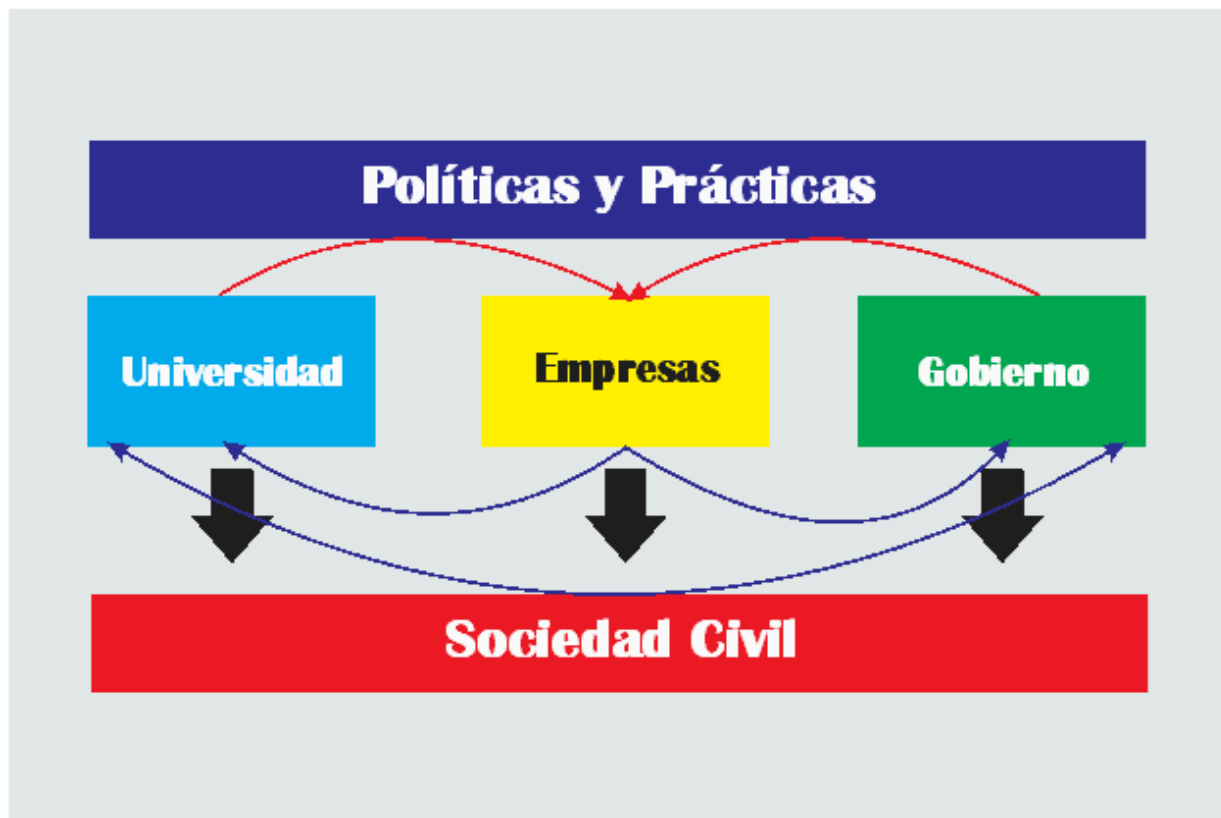 Políticas y Prácticas
Universidad
Empresas
Gobierno
Sociedad Civil